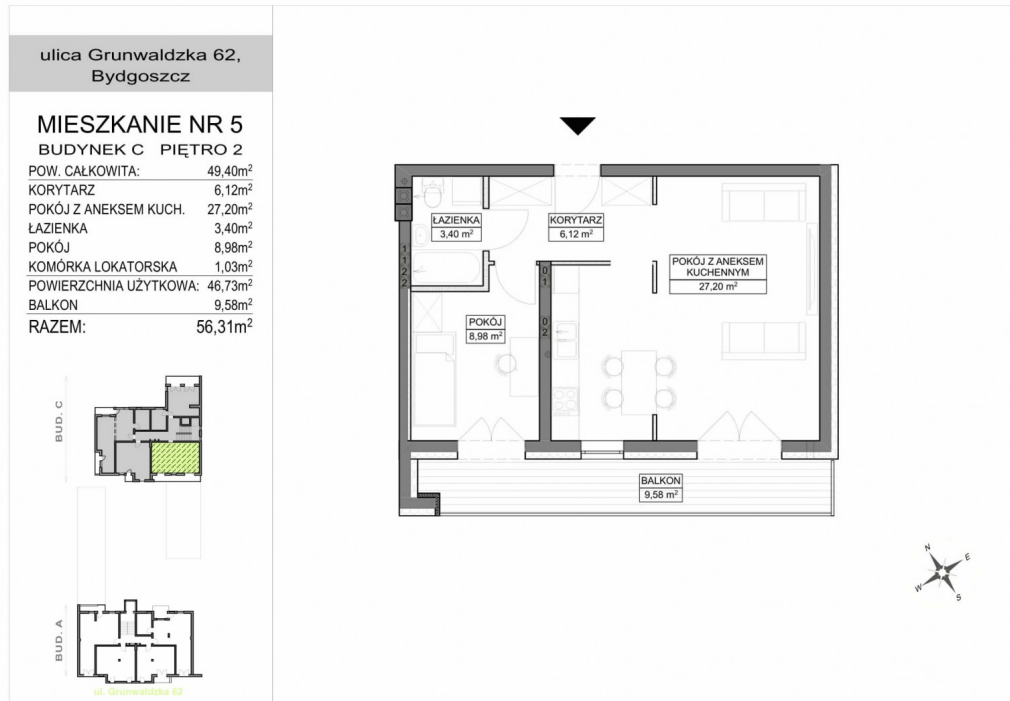 ulica Grunwaldzka 62,
Bydgoszcz
MIESZKANIE NR 5
BUDYNEK C PIĘTRO 2
POW. CAŁKOWITA: 49,40m²
KORYTARZ 6,12m²
POKÓJ Z ANEKSEM KUCH. 27,20m²
ŁAZIENKA 3,40m²
POKÓJ 8,98m²
KOMÓRKA LOKATORSKA 1,03m²
POWIERZCHNIA UŻYTKOWA: 46,73m²
BALKON 9,58m²
RAZEM: 56,31m²
BUD. C
BUD. A
ul. Grunwaldzka 62
ŁAZIENKA
3,40 m²
KORYTARZ
6,12 m²
POKÓJ Z ANEKSEM
KUCHENNYM
27,20 m²
POKÓJ
8,98 m²
BALKON
9,58 m²
1122
01
02
N
E
W
S